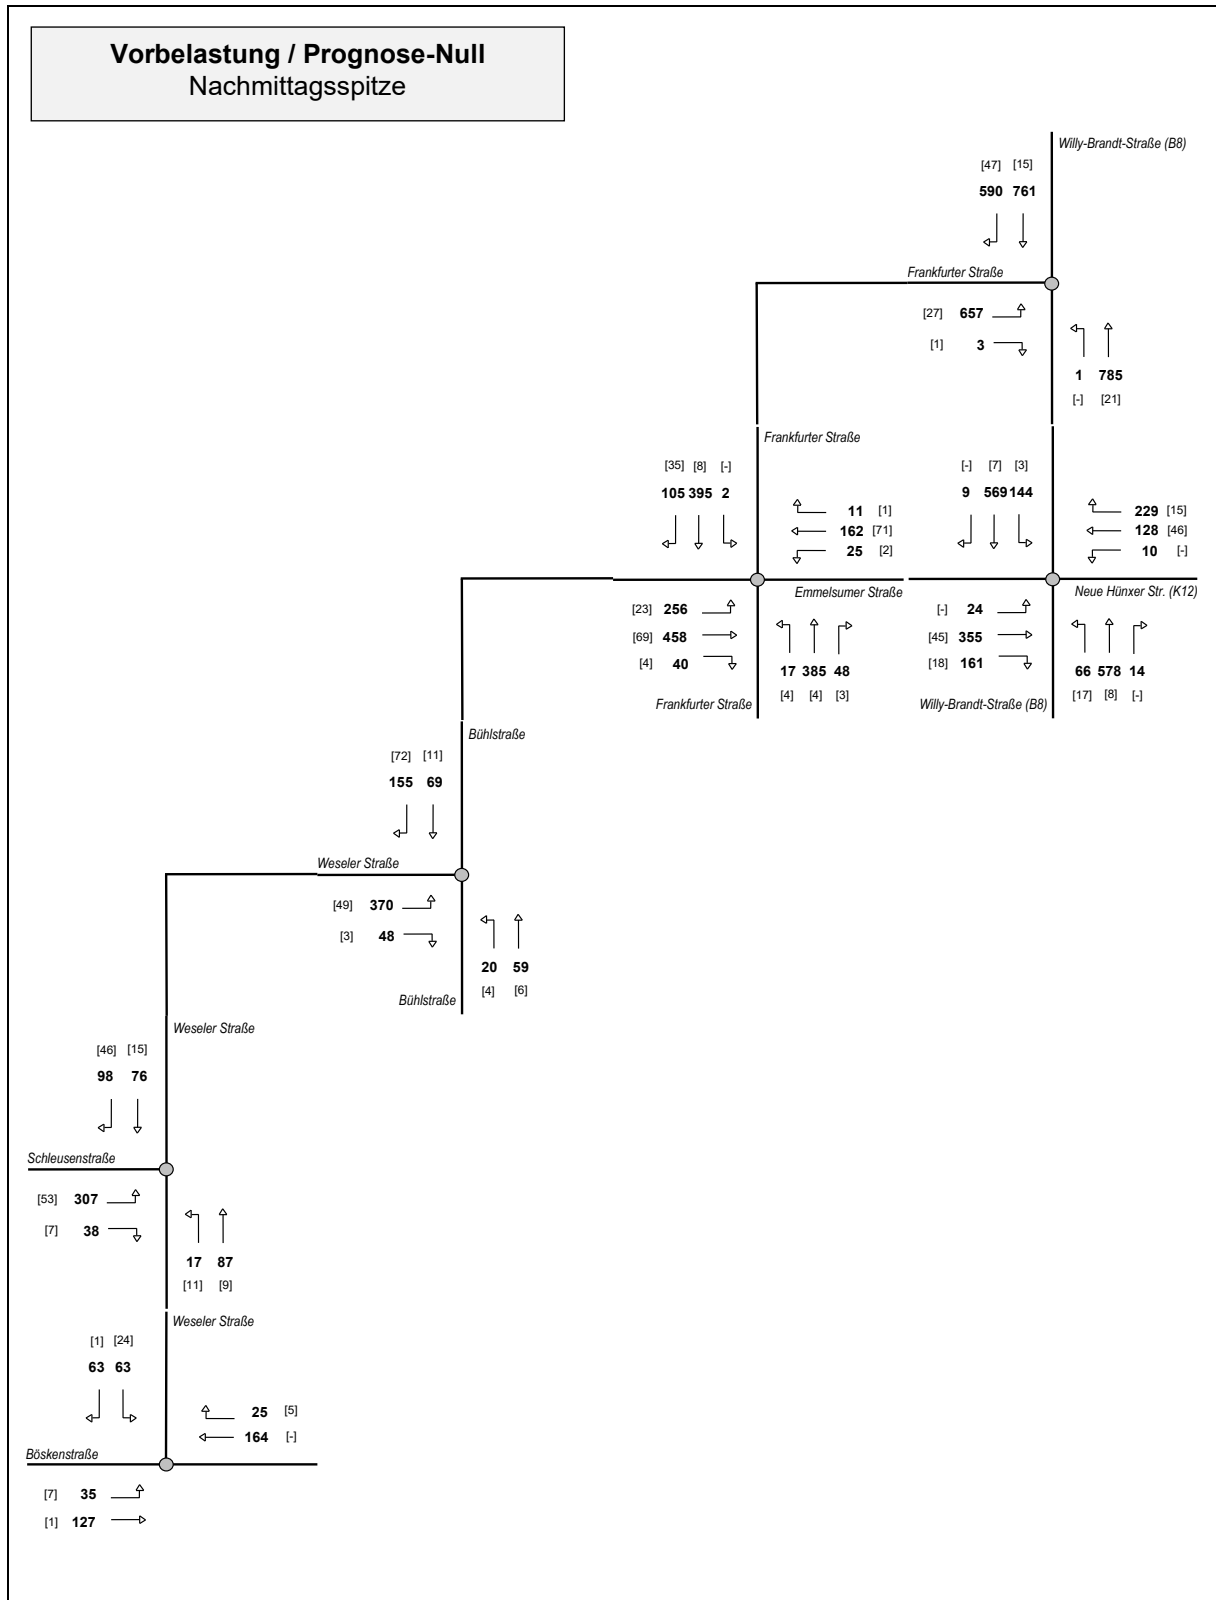 Vorbelastung / Prognose-Null
Nachmittagsspitze
Willy-Brandt-Straße (B8)
[47] [15]
590 761
Frankfurter Straße
[27] 657
[1] 3
1 785
[-] [21]
Frankfurter Straße
[35] [8] [-]
105 395 2
11 [1]
162 [71]
25 [2]
[-] [7] [3]
9 569 144
229 [15]
128 [46]
10 [-]
Emmelsumer Straße
Neue Hünxer Str. (K12)
[23] 256
[69] 458
[4] 40
17 385 48
[4] [4] [3]
Frankfurter Straße
[-] 24
[45] 355
[18] 161
66 578 14
[17] [8] [-]
Willy-Brandt-Straße (B8)
Bühlstraße
[72] [11]
155 69
Weseler Straße
[49] 370
[3] 48
20 59
[4] [6]
Bühlstraße
Weseler Straße
[46] [15]
98 76
Schleusenstraße
[53] 307
[7] 38
17 87
[11] [9]
Weseler Straße
[1] [24]
63 63
25 [5]
164 [-]
Böskenstraße
[7] 35
[1] 127